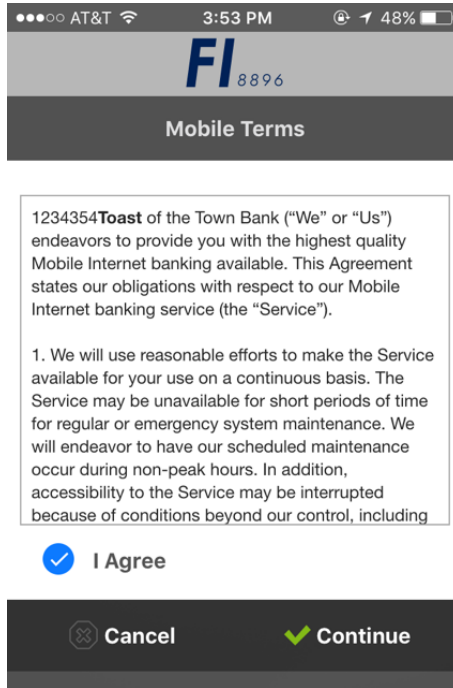 AT&T 3:53 PM 48%
FI 8896
Mobile Terms
1234354Toast of the Town Bank (“We” or “Us”)
endeavors to provide you with the highest quality
Mobile Internet banking available. This Agreement
states our obligations with respect to our Mobile
Internet banking service (the “Service”).
1. We will use reasonable efforts to make the Service
available for your use on a continuous basis. The
Service may be unavailable for short periods of time
for regular or emergency system maintenance. We
will endeavor to have our scheduled maintenance
occur during non-peak hours. In addition,
accessibility to the Service may be interrupted
because of conditions beyond our control, including
I Agree
Cancel Continue